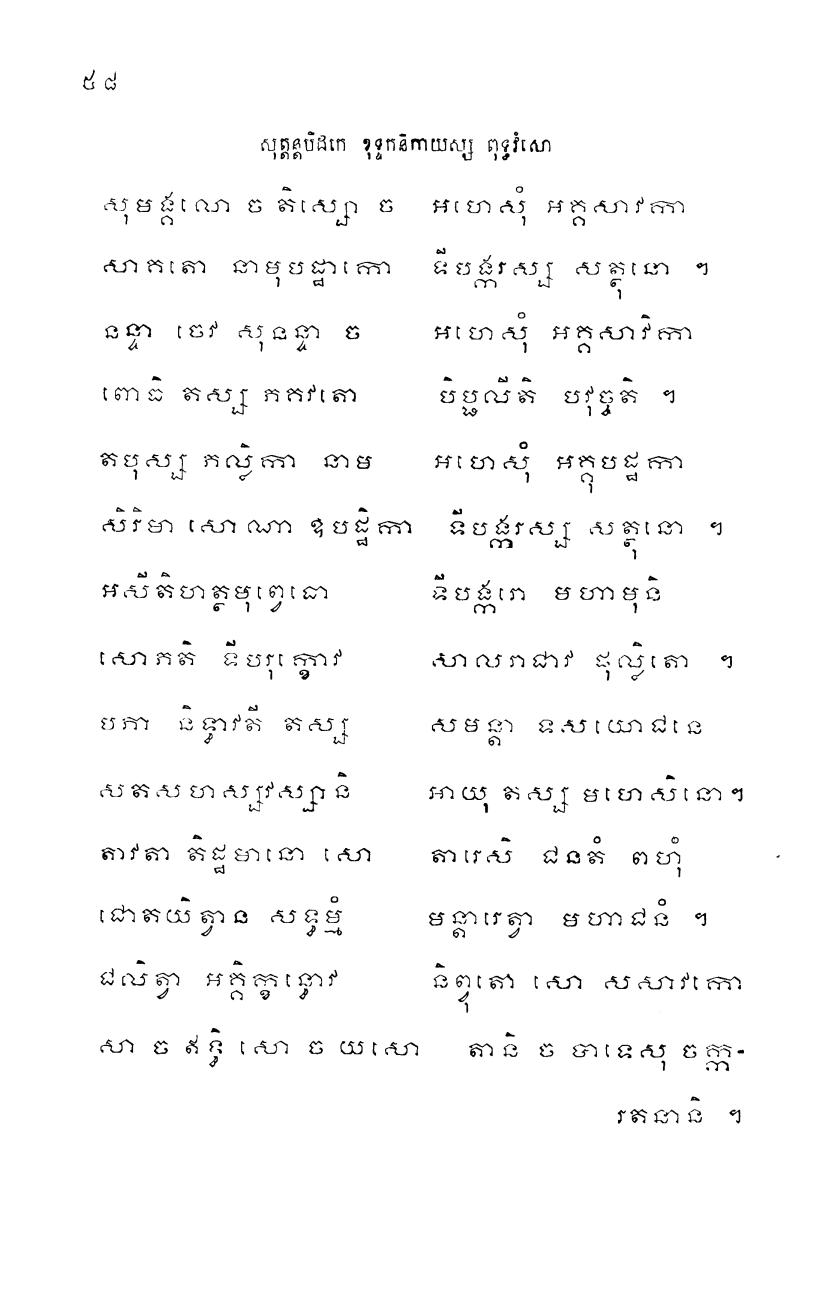 ៥៨
សុត្តន្តបិដកេ ខុទ្ទកនិកាយស្ស ពុទ្ធវំសោ
សុមង្គលោ ច តិស្សោ ច អហេសុំ អគ្គសាវកា
សាគតោ នាមុបដ្ឋាកោ ទីបង្ករស្ស សត្ថុនោ ។
នន្ទា ចេវ សុនន្ទា ច អហេសុំ អគ្គសាវិកា
ពោធិ តស្ស ភគវតោ បិប្ផលីតិ បវុច្ចតិ ។
តបុស្ស ភល្លិកា នាម អហេសុំ អគ្គុបដ្ឋកា
សិរិមា សោណា ឧបដ្ឋិកា ទីបង្ករស្ស សត្ថុនោ ។
អសីតិហត្ថមុព្វេធោ ទីបង្ករោ មហាមុនិ
សោភតិ ទីបរុក្ខោវ សាលរាជាវ ផុល្លិតោ ។
បភា និទ្ធាវតី តស្ស សមន្តា ទសយោជនេ
សតសហស្សវស្សានិ អាយុ តស្ស មហេសិនោ។
តាវតា តិដ្ឋមានោ សោ តារេសិ ជនតំ ពហុំ
ជោតយិត្វាន សទ្ធម្មំ មន្តារេត្វា មហាជនំ ។
ជលិត្វា អគ្គិក្ខន្ធោវ និព្វុតោ សោ សសាវកោ
សា ច ឥទ្ធិ សោ ច យសោ តានិ ច បាទេសុ ចក្ក-
រតនានិ ។